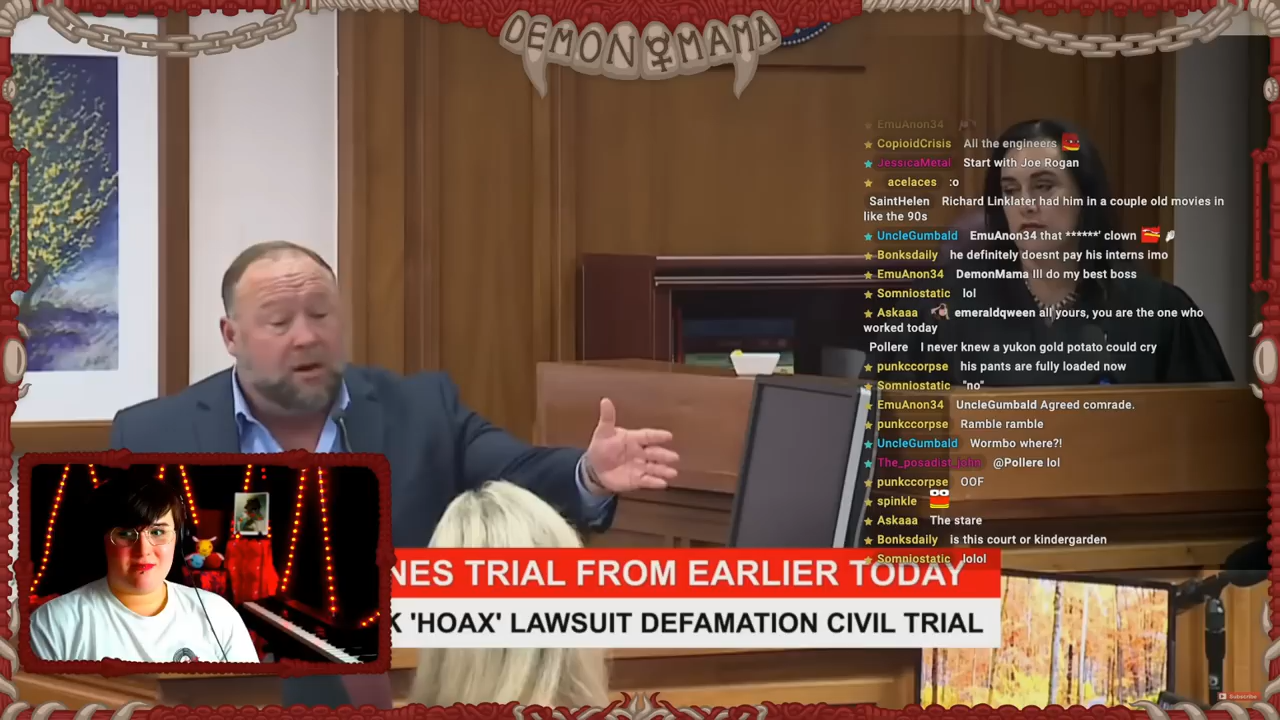 DEMON MAMA
EmuAnon34
CopioidCrisis All the engineers
JessicaMetal Start with Joe Rogan
acelaces :o
SaintHelen Richard Linklater had him in a couple old movies in
like the 90s
UncleGumbald EmuAnon34 that ******' clown
Bonksdaily he definitely doesnt pay his interns imo
EmuAnon34 DemonMama Ill do my best boss
Somniostatic lol
Askaaa emeraldqween all yours, you are the one who
worked today
Pollere I never knew a yukon gold potato could cry
punkccorpse his pants are fully loaded now
Somniostatic "no"
EmuAnon34 UncleGumbald Agreed comrade.
punkccorpse Ramble ramble
UncleGumbald Wormbo where?!
The_posadist_john @Pollere lol
punkccorpse OOF
spinkle
Askaaa The stare
Bonksdaily is this court or kindergarden
Somniostatic lolol
NES TRIAL FROM EARLIER TODAY
K 'HOAX' LAWSUIT DEFAMATION CIVIL TRIAL
Subscribe